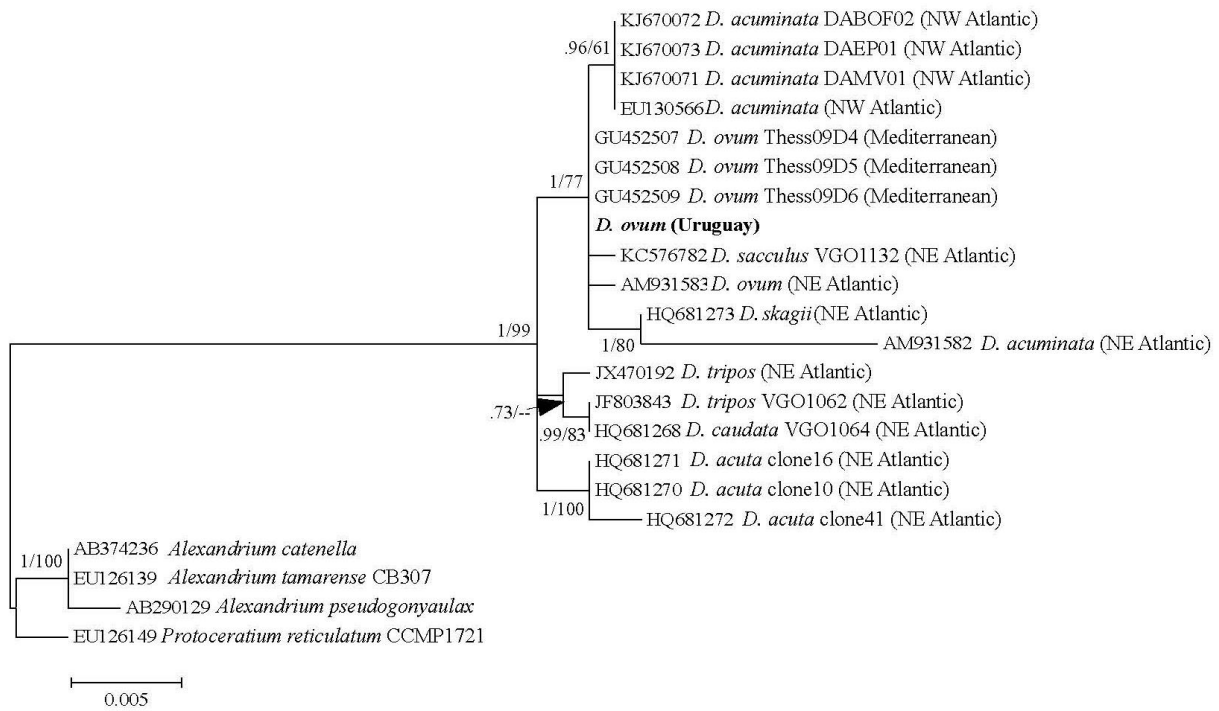 KJ670072 D. acuminata DABOF02 (NW Atlantic)
.96/61
KJ670073 D. acuminata DAEP01 (NW Atlantic)
KJ670071 D. acuminata DAMV01 (NW Atlantic)
EU130566 D. acuminata (NW Atlantic)
GU452507 D. ovum Thess09D4 (Mediterranean)
GU452508 D. ovum Thess09D5 (Mediterranean)
1/77
GU452509 D. ovum Thess09D6 (Mediterranean)
D. ovum (Uruguay)
KC576782 D. sacculus VGO1132 (NE Atlantic)
AM931583 D. ovum (NE Atlantic)
HQ681273 D. skagii (NE Atlantic)
1/99
1/80
AM931582 D. acuminata (NE Atlantic)
JX470192 D. tripos (NE Atlantic)
JF803843 D. tripos VGO1062 (NE Atlantic)
.73/--
.99/83
HQ681268 D. caudata VGO1064 (NE Atlantic)
HQ681271 D. acuta clone16 (NE Atlantic)
HQ681270 D. acuta clone10 (NE Atlantic)
1/100
HQ681272 D. acuta clone41 (NE Atlantic)
AB374236 Alexandrium catenella
1/100
EU126139 Alexandrium tamarense CB307
AB290129 Alexandrium pseudogonyaulax
EU126149 Protoceratium reticulatum CCMP1721
0.005